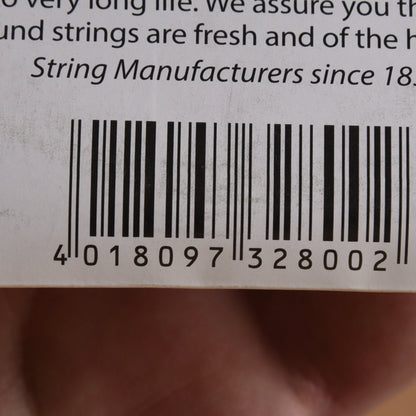 very long life. We assure you
strings are fresh and of the
String Manufacturers since
4 018097 328002